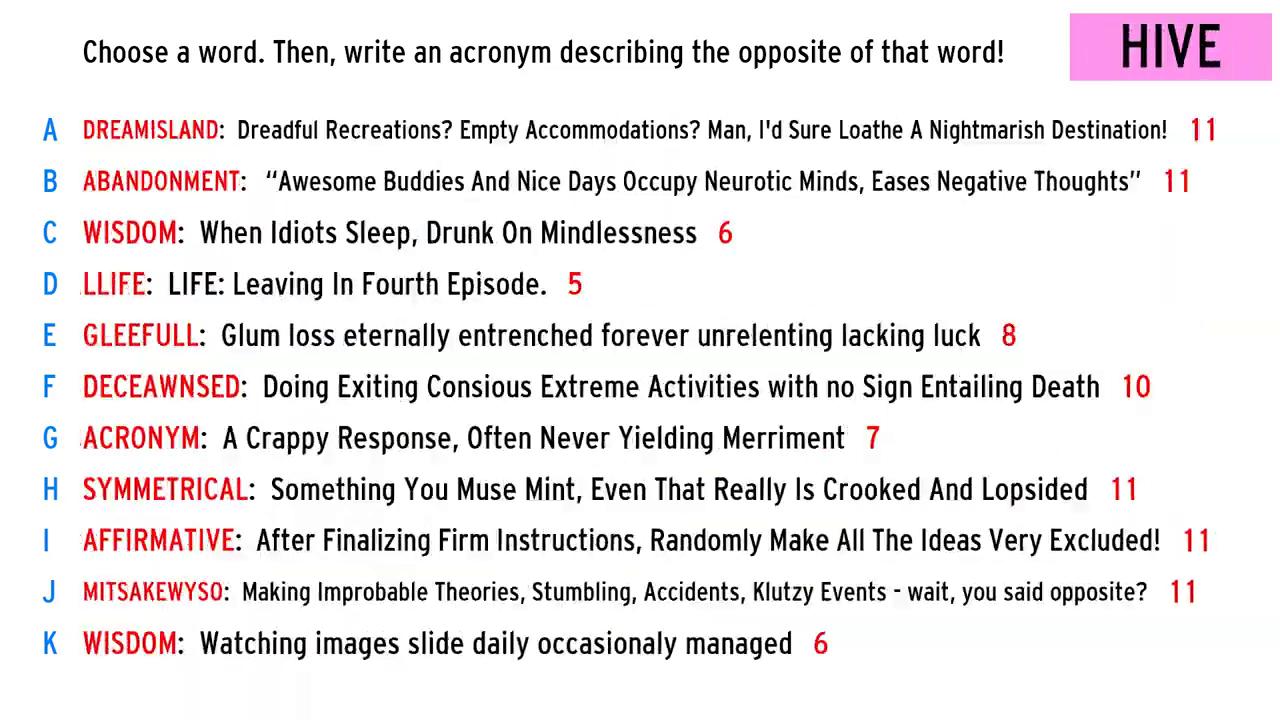 Choose a word. Then, write an acronym describing the opposite of that word!
HIVE
A DREAMISLAND: Dreadful Recreations? Empty Accommodations? Man, I'd Sure Loathe A Nightmarish Destination! 11
B ABANDONMENT: “Awesome Buddies And Nice Days Occupy Neurotic Minds, Eases Negative Thoughts” 11
C WISDOM: When Idiots Sleep, Drunk On Mindlessness 6
D LLIFE: LIFE: Leaving In Fourth Episode. 5
E GLEEFULL: Glum loss eternally entrenched forever unrelenting lacking luck 8
F DECEAWNSED: Doing Exiting Consious Extreme Activities with no Sign Entailing Death 10
G ACRONYM: A Crappy Response, Often Never Yielding Merriment 7
H SYMMETRICAL: Something You Muse Mint, Even That Really Is Crooked And Lopsided 11
I AFFIRMATIVE: After Finalizing Firm Instructions, Randomly Make All The Ideas Very Excluded! 11
J MITSAKEWYSO: Making Improbable Theories, Stumbling, Accidents, Klutzy Events - wait, you said opposite? 11
K WISDOM: Watching images slide daily occasionaly managed 6